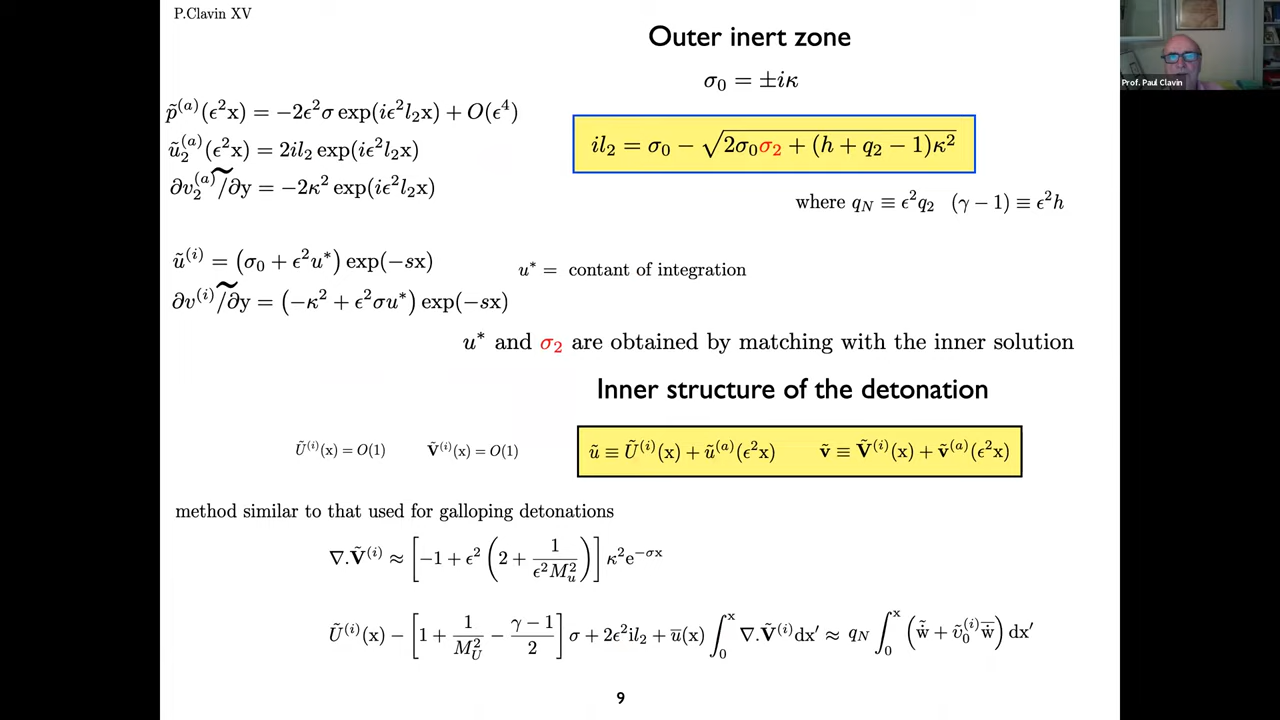 P.Clavin XV
Outer inert zone
σ₀ = ±iκ
p̃⁽ᵃ⁾(ϵ²x) = −2ϵ²σ exp(iϵ²l₂x) + O(ϵ⁴)
ũ₂⁽ᵃ⁾(ϵ²x) = 2il₂ exp(iϵ²l₂x)
il₂ = σ₀ − √(2σ₀σ₂ + (h + q₂ − 1)κ²)
∂v₂⁽ᵃ⁾/∂y = −2κ² exp(iϵ²l₂x)
where q_N ≡ ϵ²q₂ (γ − 1) ≡ ϵ²h
ũ⁽ⁱ⁾ = (σ₀ + ϵ²u*) exp(−sx)
u* = contant of integration
∂v⁽ⁱ⁾/∂y = (−κ² + ϵ²σu*) exp(−sx)
u* and σ₂ are obtained by matching with the inner solution
Inner structure of the detonation
Ũ⁽ⁱ⁾(x) = O(1) Ṽ⁽ⁱ⁾(x) = O(1)
ũ ≡ Ũ⁽ⁱ⁾(x) + ũ⁽ᵃ⁾(ϵ²x) ṽ ≡ Ṽ⁽ⁱ⁾(x) + ṽ⁽ᵃ⁾(ϵ²x)
method similar to that used for galloping detonations
∇.Ṽ⁽ⁱ⁾ ≈ [−1 + ϵ² (2 + 1/(ϵ²M_u²))] κ²e^(−σx)
Ũ⁽ⁱ⁾(x) − [1 + 1/M_U² − (γ − 1)/2] σ + 2ϵ²il₂ + u̅(x) ∫₀ˣ ∇.Ṽ⁽ⁱ⁾dx′ ≈ q_N ∫₀ˣ (ẇ̃ + ṽ₀⁽ⁱ⁾ẇ̅) dx′
9
Prof. Paul Clavin